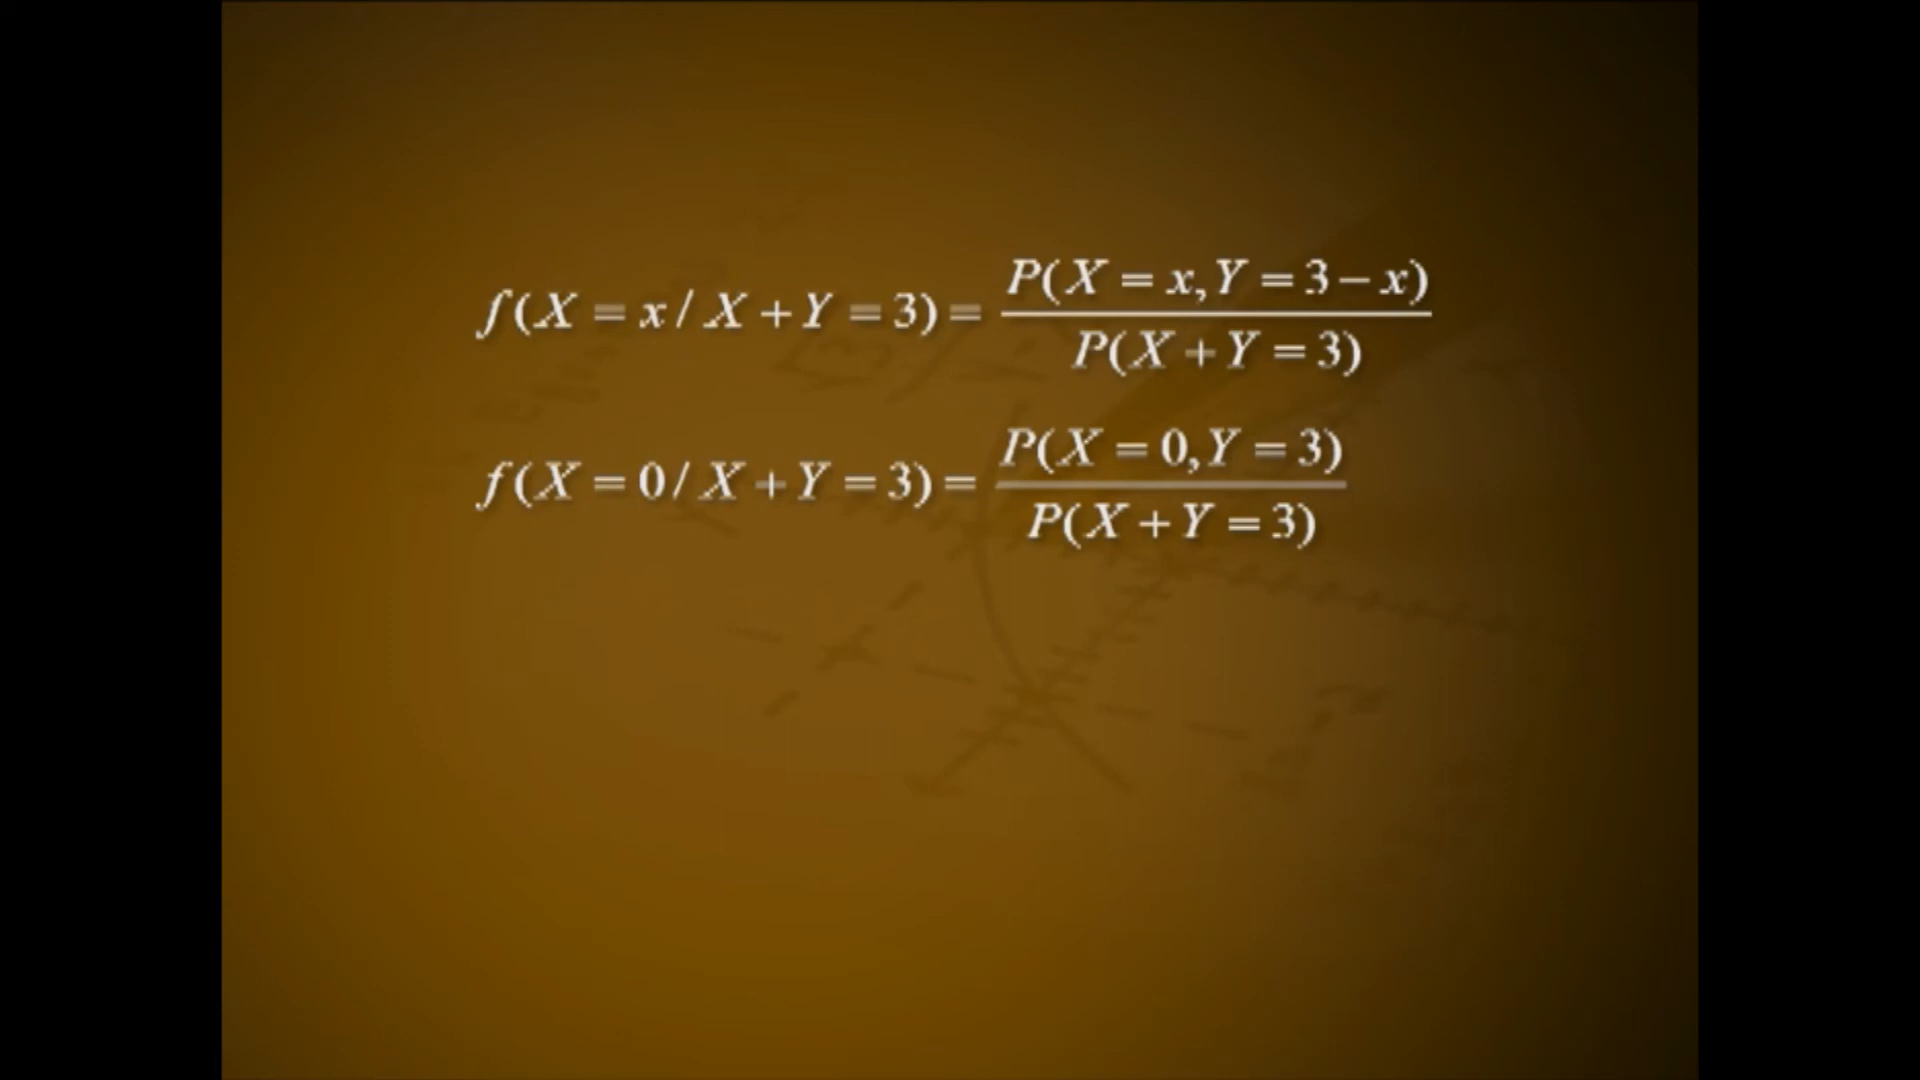 f(X = x / X + Y = 3) = P(X = x, Y = 3 − x) / P(X + Y = 3)
f(X = 0 / X + Y = 3) = P(X = 0, Y = 3) / P(X + Y = 3)